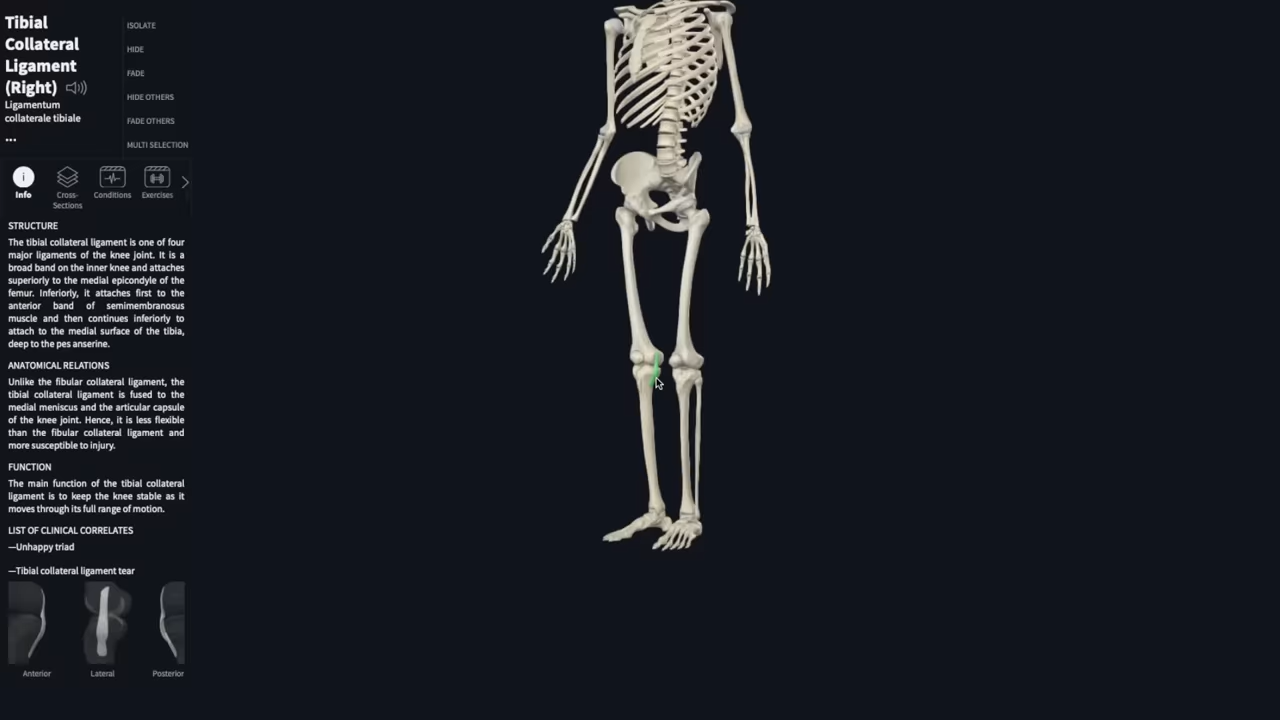 Tibial
Collateral
Ligament
(Right)
Ligamentum
collaterale tibiale
...
ISOLATE
HIDE
FADE
HIDE OTHERS
FADE OTHERS
MULTI SELECTION
Info
Cross-
Sections
Conditions
Exercises
STRUCTURE
The tibial collateral ligament is one of four
major ligaments of the knee joint. It is a
broad band on the inner knee and attaches
superiorly to the medial epicondyle of the
femur. Inferiorly, it attaches first to the
anterior band of semimembranosus
muscle and then continues inferiorly to
attach to the medial surface of the tibia,
deep to the pes anserine.
ANATOMICAL RELATIONS
Unlike the fibular collateral ligament, the
tibial collateral ligament is fused to the
medial meniscus and the articular capsule
of the knee joint. Hence, it is less flexible
than the fibular collateral ligament and
more susceptible to injury.
FUNCTION
The main function of the tibial collateral
ligament is to keep the knee stable as it
moves through its full range of motion.
LIST OF CLINICAL CORRELATES
—Unhappy triad
—Tibial collateral ligament tear
Anterior
Lateral
Posterior